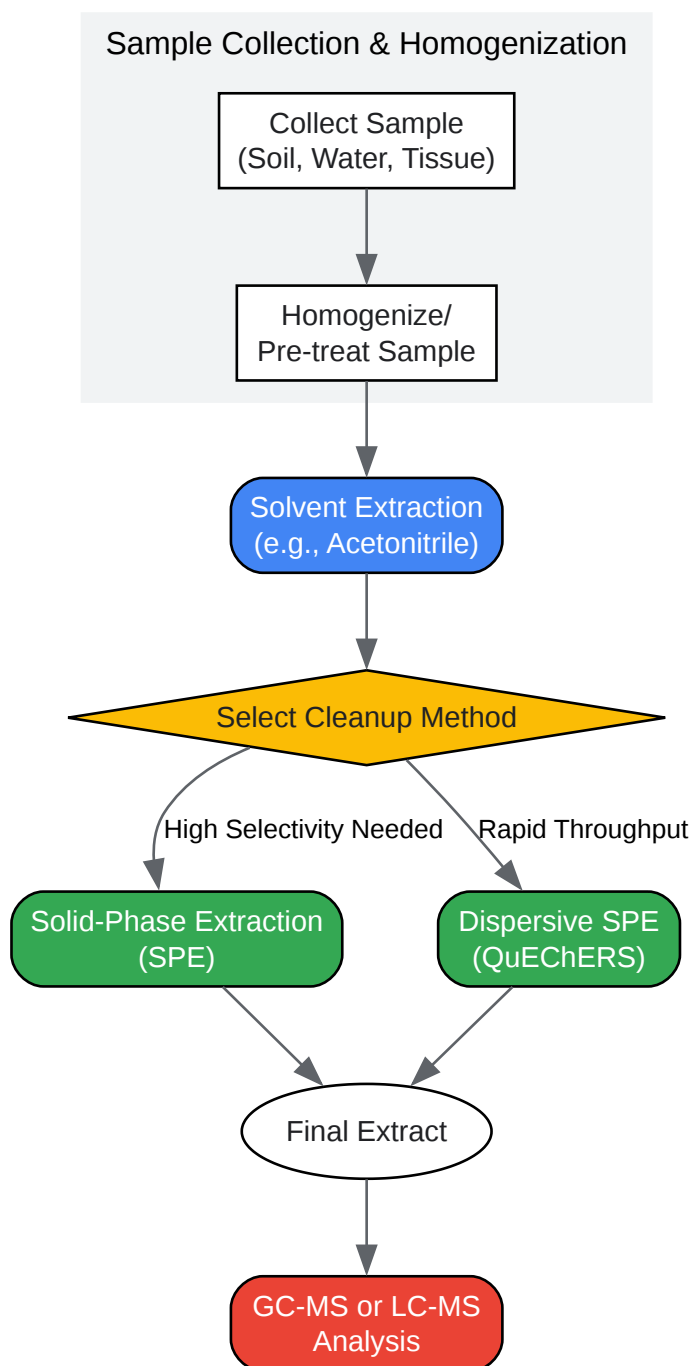 Sample Collection & Homogenization
Collect Sample
(Soil, Water, Tissue)
Homogenize/
Pre-treat Sample
Solvent Extraction
(e.g., Acetonitrile)
Select Cleanup Method
High Selectivity Needed
Rapid Throughput
Solid-Phase Extraction
(SPE)
Dispersive SPE
(QuEChERS)
Final Extract
GC-MS or LC-MS
Analysis